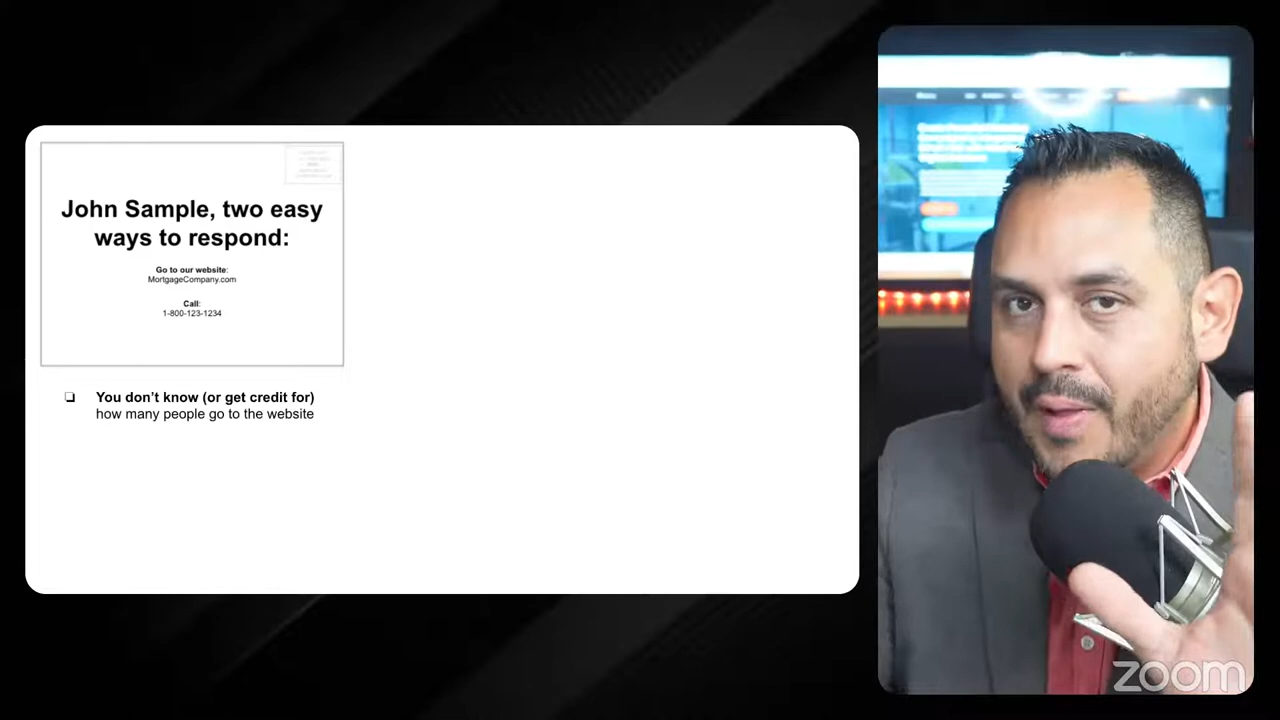 John Sample, two easy
ways to respond:
Go to our website:
MortgageCompany.com
Call:
1-800-123-1234
You don't know (or get credit for)
how many people go to the website
zoom